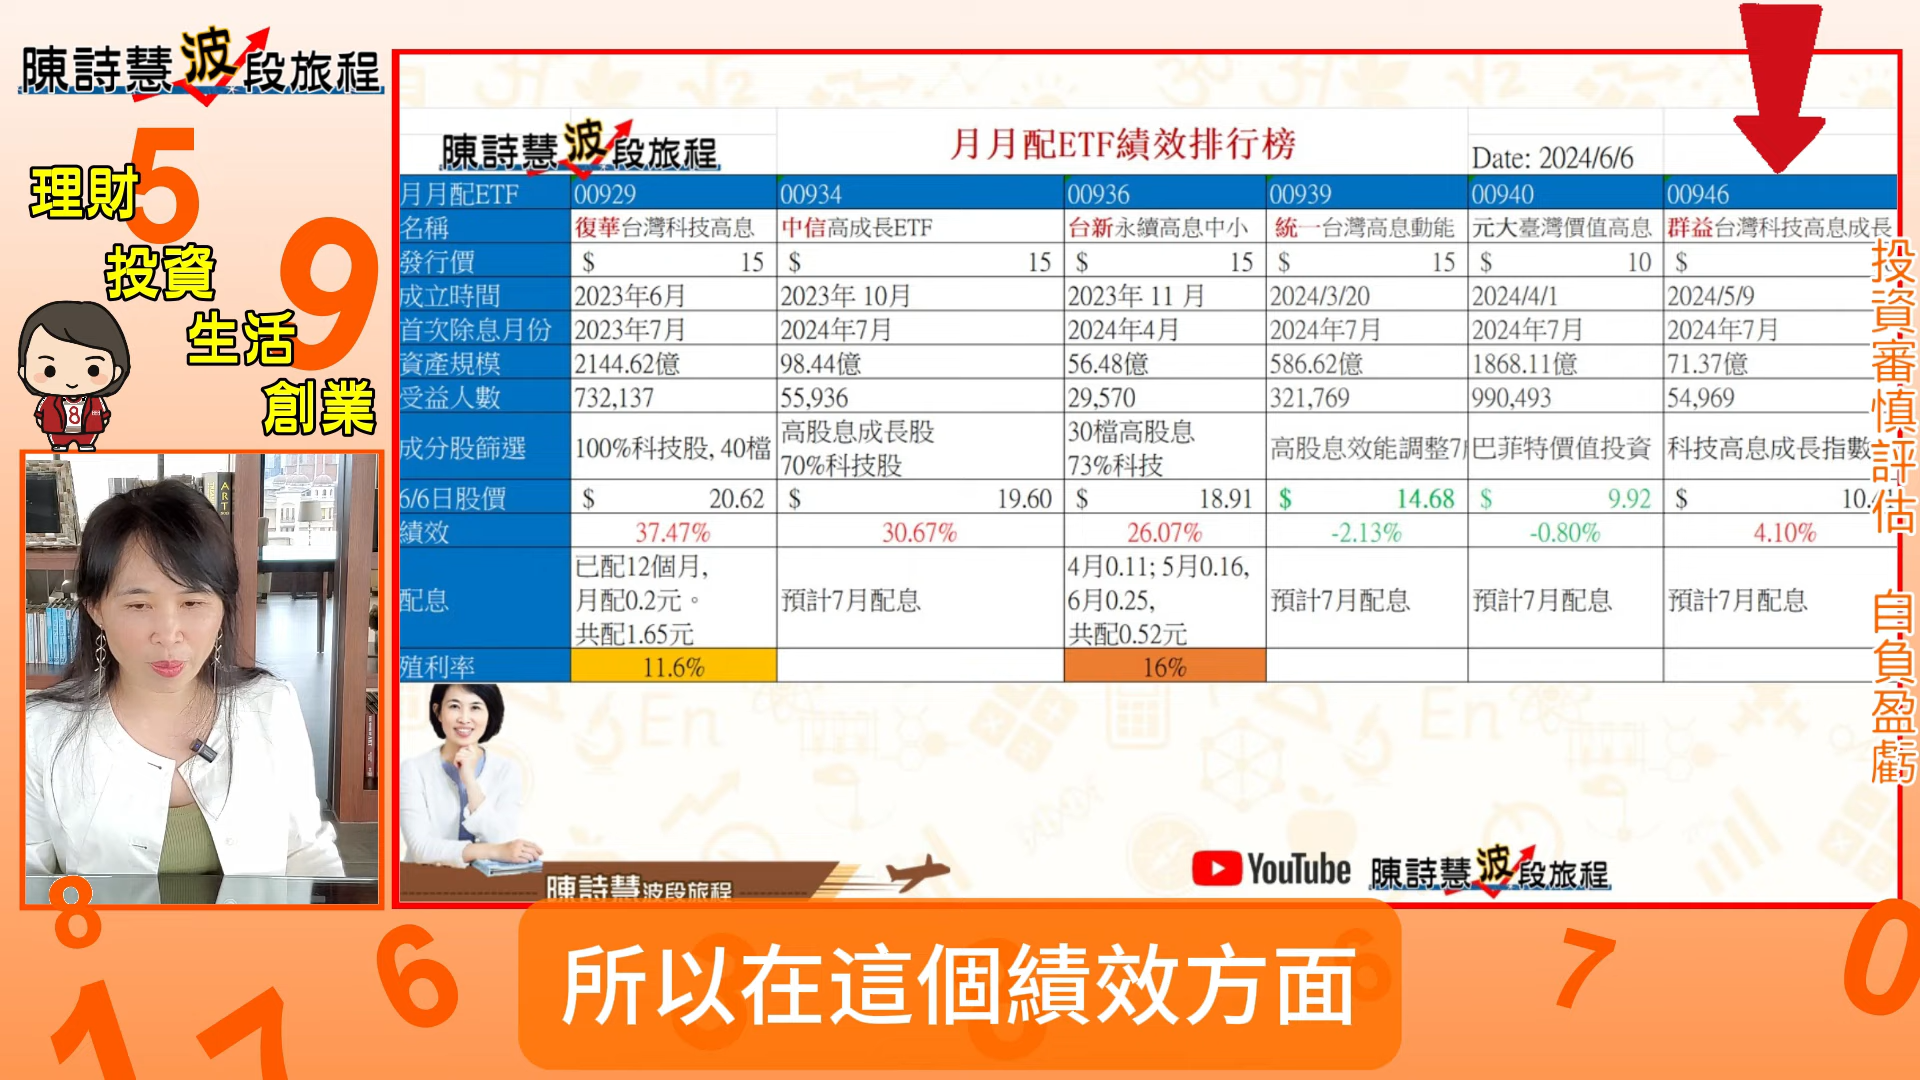 陳詩慧波段旅程
5
理財
投資
9
生活
創業
8
陳詩慧波段旅程
月月配ETF績效排行榜
Date: 2024/6/6
月月配ETF 00929 00934 00936 00939 00940 00946
名稱 復華台灣科技高息 中信高成長ETF 台新永續高息中小 統一台灣高息動能 元大臺灣價值高息 群益台灣科技高息成長
發行價 $ 15 $ 15 $ 15 $ 15 $ 10 $
成立時間 2023年6月 2023年 10月 2023年 11 月 2024/3/20 2024/4/1 2024/5/9
首次除息月份 2023年7月 2024年7月 2024年4月 2024年7月 2024年7月 2024年7月
資產規模 2144.62億 98.44億 56.48億 586.62億 1868.11億 71.37億
受益人數 732,137 55,936 29,570 321,769 990,493 54,969
成分股篩選 100%科技股, 40檔 高股息成長股 70%科技股 30檔高股息 73%科技 高股息效能調整7 巴菲特價值投資 科技高息成長指數
6/6日股價 $ 20.62 $ 19.60 $ 18.91 $ 14.68 $ 9.92 $ 10.
績效 37.47% 30.67% 26.07% -2.13% -0.80% 4.10%
配息 已配12個月, 月配0.2元。 共配1.65元 預計7月配息 4月0.11; 5月0.16, 6月0.25, 共配0.52元 預計7月配息 預計7月配息 預計7月配息
殖利率 11.6% 16%
投資審慎評估 自負盈虧
ART
En
En
陳詩慧波段旅程
YouTube 陳詩慧波段旅程
所以在這個績效方面
8
1
7
6
7
0